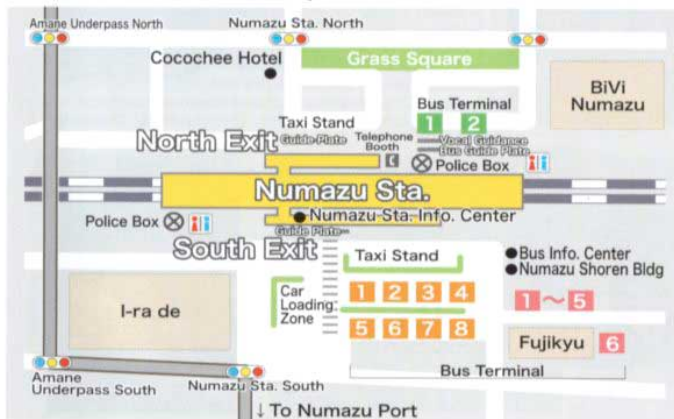 Amane Underpass North
Numazu Sta. North
Cocochee Hotel
Grass Square
BiVi
Numazu
Bus Terminal
1 2
Taxi Stand
Guide Plate
North Exit
Telephone
Booth
Vocal Guidance
Bus Guide Plate
Police Box
Numazu Sta.
Police Box
Numazu Sta. Info. Center
Guide Plate
South Exit
Taxi Stand
Bus Info. Center
Numazu Shoren Bldg
I-ra de
Car
Loading
Zone
1 2 3 4
1~5
5 6 7 8
Fujikyu 6
Bus Terminal
Amane
Underpass South
Numazu Sta. South
↓ To Numazu Port